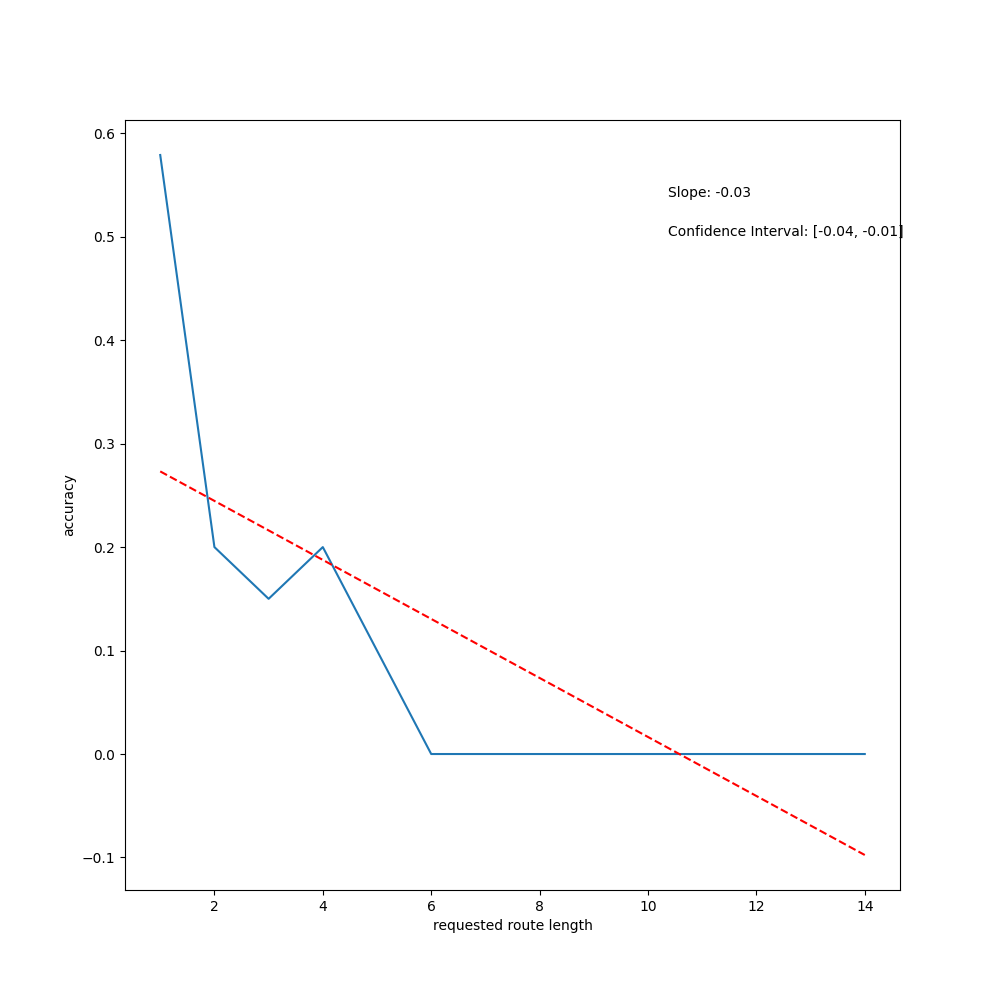 0.6
0.5
0.4
0.3
0.2
0.1
0.0
−0.1
accuracy
Slope: -0.03
Confidence Interval: [-0.04, -0.01]
2 4 6 8 10 12 14
requested route length